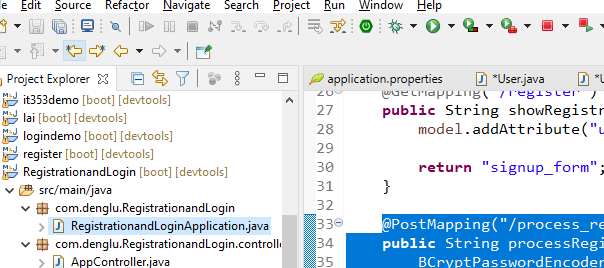 Source Refactor Navigate Search Project Run Window Help
Project Explorer
it353demo [boot] [devtools]
lai [boot] [devtools]
logindemo [boot] [devtools]
register [boot] [devtools]
RegistrationandLogin [boot] [devtools]
src/main/java
com.denglu.RegistrationandLogin
RegistrationandLoginApplication.java
com.denglu.RegistrationandLogin.controlle
AppController.java
application.properties
*User.java
26 @GetMapping("/register")
27 public String showRegistr
28 model.addAttribute("u
29
30 return "signup_form";
31 }
32
33 @PostMapping("/process_re
34 public String processRegi
35 BCryptPasswordEncoder